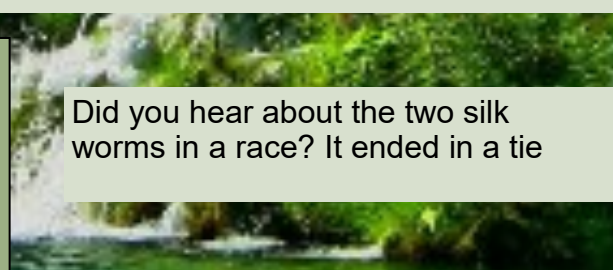 Did you hear about the two silk
worms in a race? It ended in a tie